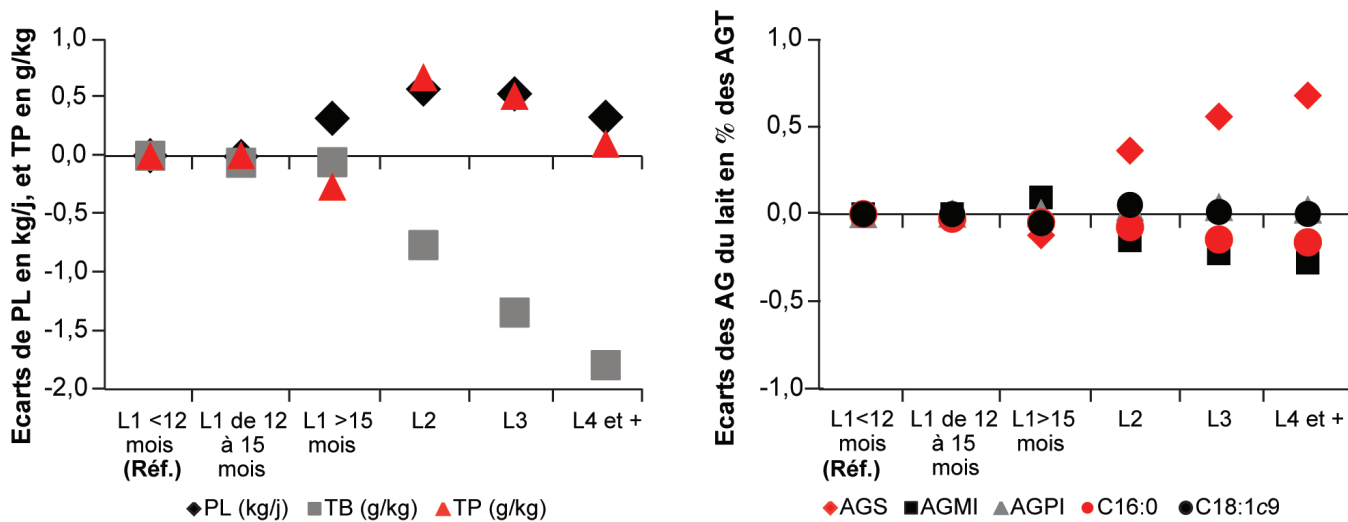 Ecarts de PL en kg/j, et TP en g/kg
1,0
0,5
0,0
-0,5
-1,0
-1,5
-2,0
L1 <12
mois
(Réf.)
L1 de 12
à 15
mois
L1 >15
mois
L2
L3
L4 et +
PL (kg/j)
TB (g/kg)
TP (g/kg)
Ecarts des AG du lait en % des AGT
1,0
0,5
0,0
-0,5
-1,0
L1<12
mois
(Réf.)
L1 de 12
à 15
mois
L1>15
mois
L2
L3
L4 et +
AGS
AGMI
AGPI
C16:0
C18:1c9